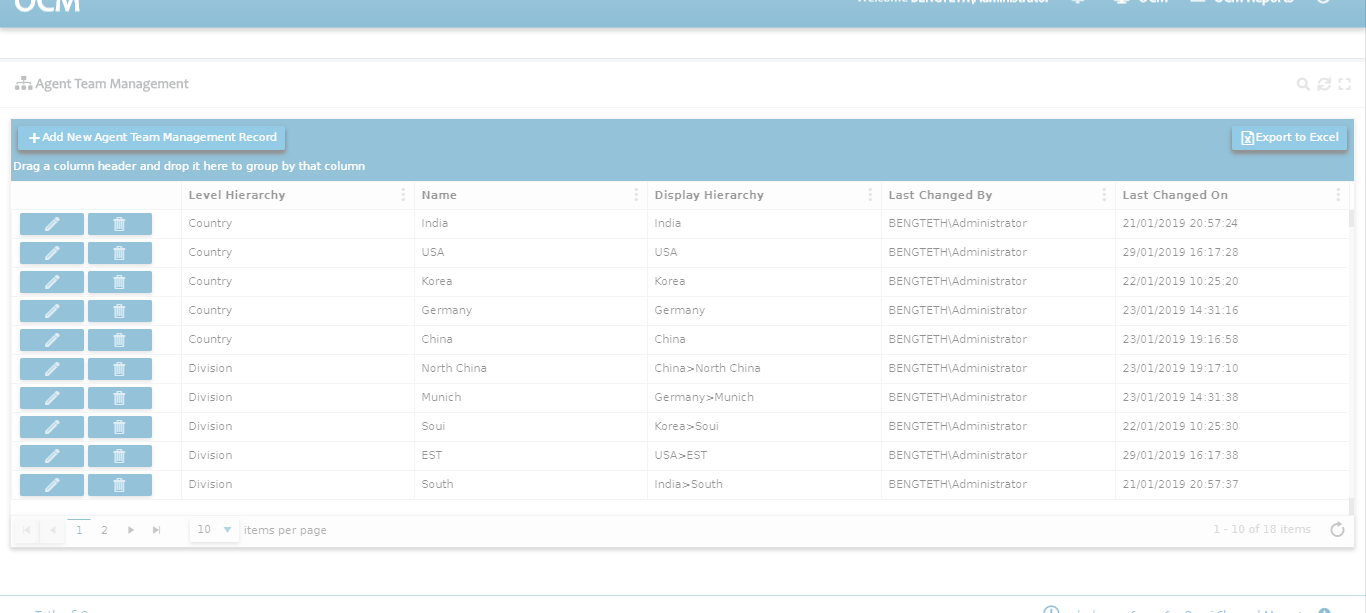 OCM
Welcome BENGTETH\Administrator OCM OCM Reports
Agent Team Management
Add New Agent Team Management Record Export to Excel
Drag a column header and drop it here to group by that column
Level Hierarchy Name Display Hierarchy Last Changed By Last Changed On
Country India India BENGTETH\Administrator 21/01/2019 20:57:24
Country USA USA BENGTETH\Administrator 29/01/2019 16:17:28
Country Korea Korea BENGTETH\Administrator 22/01/2019 10:25:20
Country Germany Germany BENGTETH\Administrator 23/01/2019 14:31:16
Country China China BENGTETH\Administrator 23/01/2019 19:16:58
Division North China China>North China BENGTETH\Administrator 23/01/2019 19:17:10
Division Munich Germany>Munich BENGTETH\Administrator 23/01/2019 14:31:38
Division Soui Korea>Soui BENGTETH\Administrator 22/01/2019 10:25:30
Division EST USA>EST BENGTETH\Administrator 29/01/2019 16:17:38
Division South India>South BENGTETH\Administrator 21/01/2019 20:57:37
1 2 10 items per page 1 - 10 of 18 items